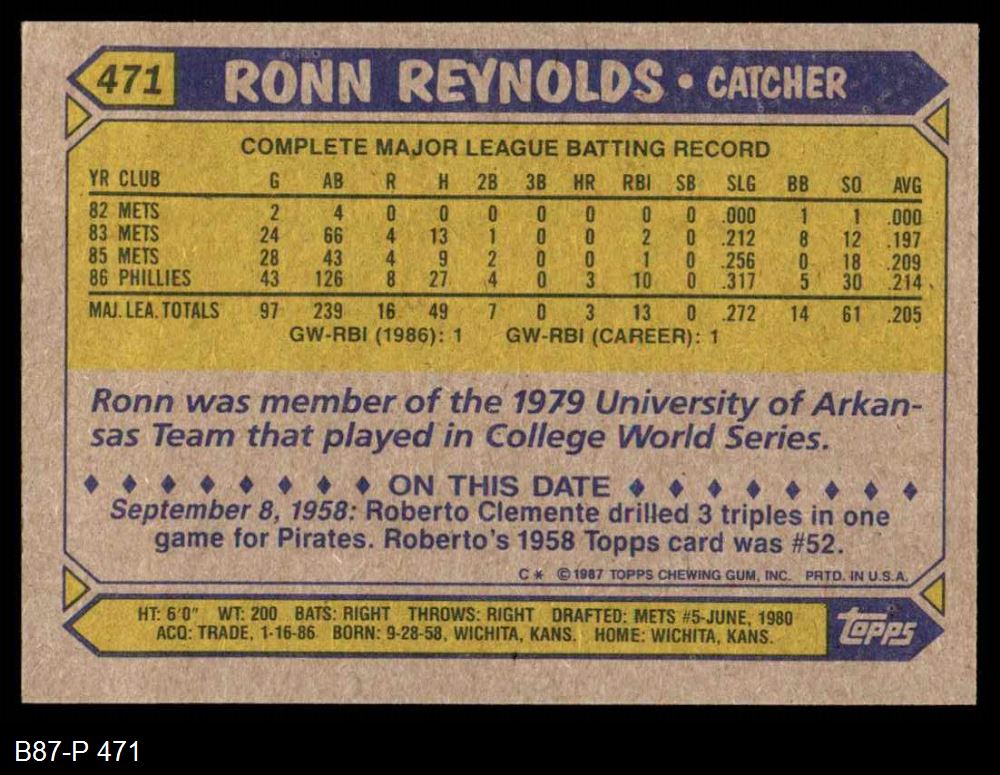 471 RONN REYNOLDS • CATCHER
COMPLETE MAJOR LEAGUE BATTING RECORD
YR CLUB G AB R H 2B 3B HR RBI SB SLG BB SO AVG
82 METS 2 4 0 0 0 0 0 0 0 .000 1 1 .000
83 METS 24 66 4 13 1 0 0 2 0 .212 8 12 .197
85 METS 28 43 4 9 2 0 0 1 0 .256 0 18 .209
86 PHILLIES 43 126 8 27 4 0 3 10 0 .317 5 30 .214
MAJ. LEA. TOTALS 97 239 16 49 7 0 3 13 0 .272 14 61 .205
GW-RBI (1986): 1 GW-RBI (CAREER): 1
Ronn was member of the 1979 University of Arkan-
sas Team that played in College World Series.
♦ ♦ ♦ ♦ ♦ ♦ ♦ ♦ ON THIS DATE ♦ ♦ ♦ ♦ ♦ ♦ ♦ ♦
September 8, 1958: Roberto Clemente drilled 3 triples in one
game for Pirates. Roberto's 1958 Topps card was #52.
C* © 1987 TOPPS CHEWING GUM, INC. PRTD. IN U.S.A.
HT: 6'0" WT: 200 BATS: RIGHT THROWS: RIGHT DRAFTED: METS #5-JUNE, 1980
ACQ: TRADE, 1-16-86 BORN: 9-28-58, WICHITA, KANS. HOME: WICHITA, KANS.
topps
B87-P 471